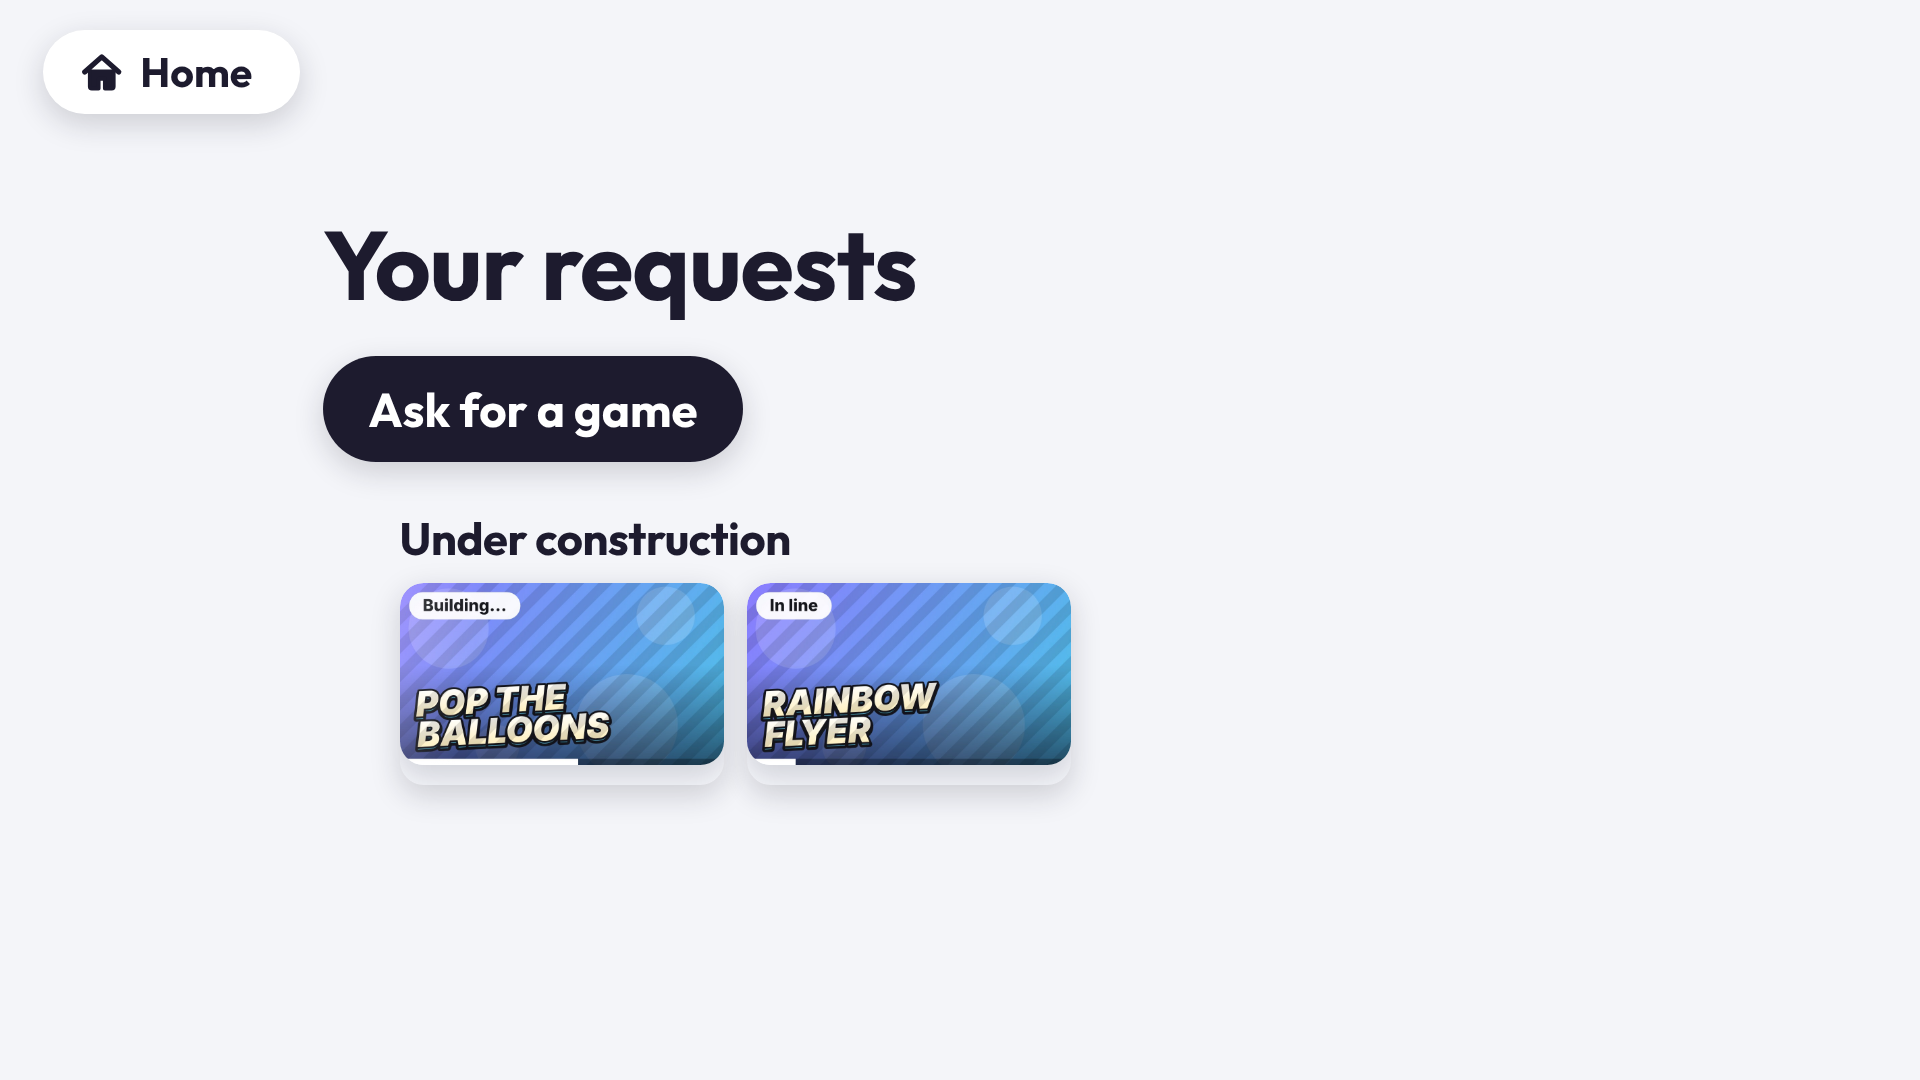 Home
Your requests
Ask for a game
Under construction
Building...
POP THE
BALLOONS
In line
RAINBOW
FLYER